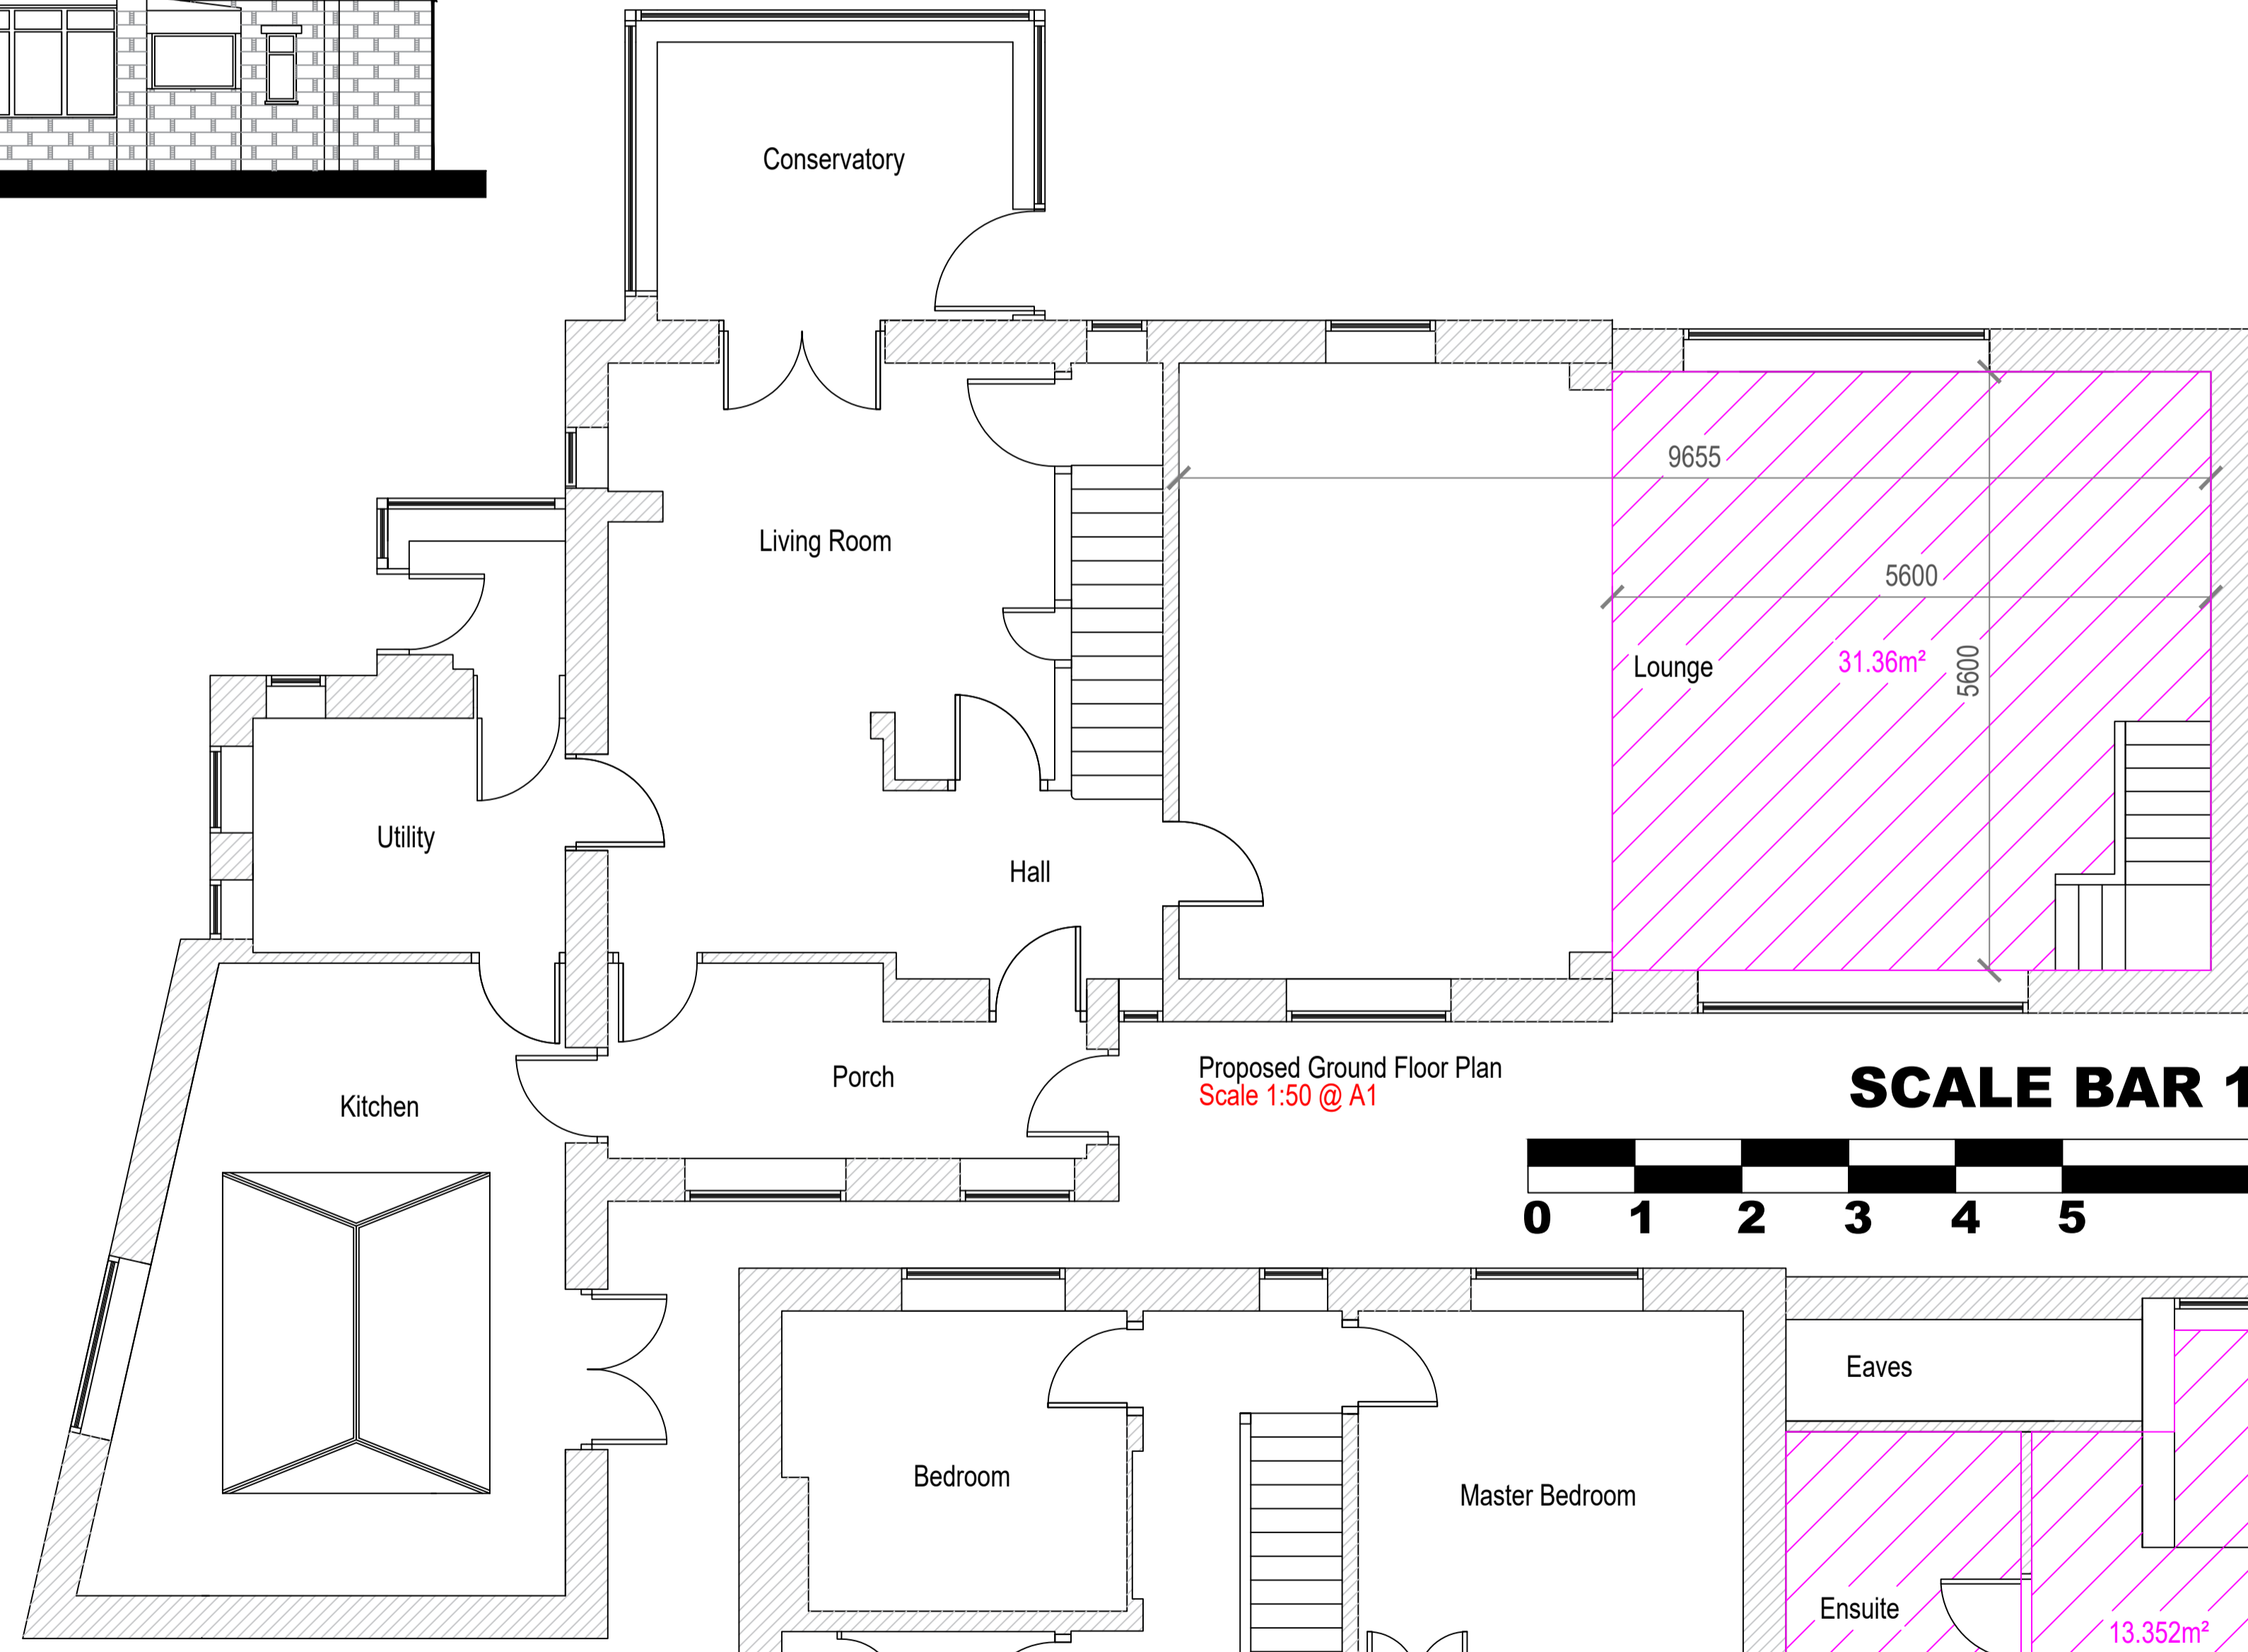 Conservatory
9655
Living Room
5600
Lounge
31.36m²
5600
Utility
Hall
Proposed Ground Floor Plan
Scale 1:50 @ A1
Porch
Kitchen
SCALE BAR 1
0 1 2 3 4 5
Eaves
Bedroom
Master Bedroom
Ensuite
13.352m²